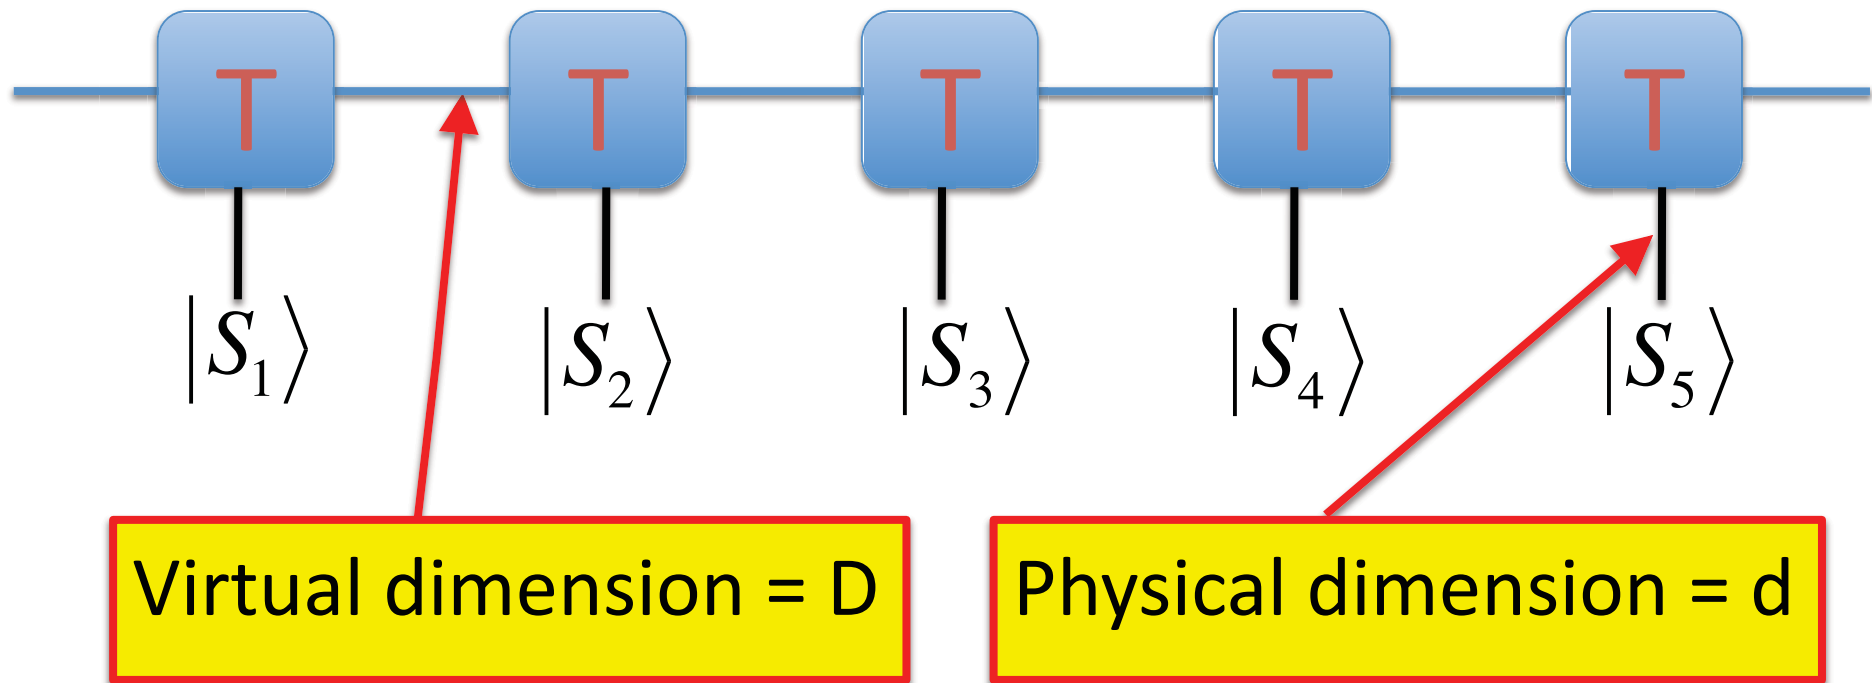 T T T T T
|S₁⟩ |S₂⟩ |S₃⟩ |S₄⟩ |S₅⟩
Virtual dimension = D
Physical dimension = d